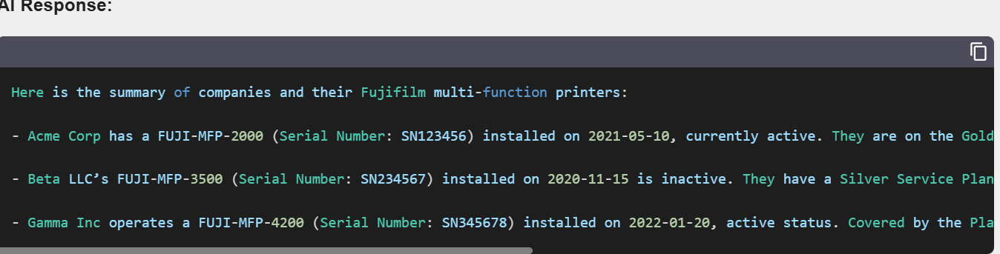 AI Response:
Here is the summary of companies and their Fujifilm multi-function printers:
- Acme Corp has a FUJI-MFP-2000 (Serial Number: SN123456) installed on 2021-05-10, currently active. They are on the Gold
- Beta LLC’s FUJI-MFP-3500 (Serial Number: SN234567) installed on 2020-11-15 is inactive. They have a Silver Service Plan
- Gamma Inc operates a FUJI-MFP-4200 (Serial Number: SN345678) installed on 2022-01-20, active status. Covered by the Pla